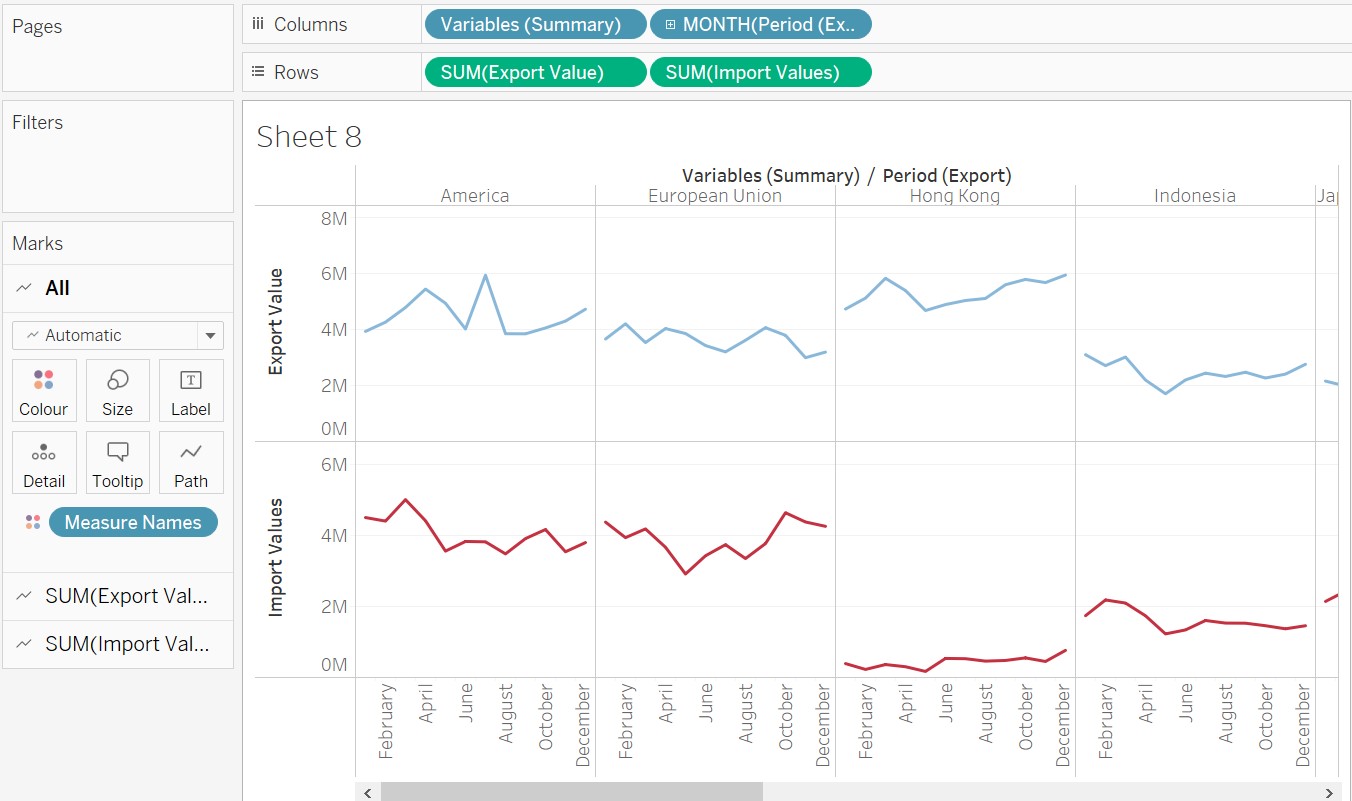 Pages
Columns
Variables (Summary)
MONTH(Period (Ex..
Rows
SUM(Export Value)
SUM(Import Values)
Filters
Marks
All
Automatic
Colour
Size
Label
Detail
Tooltip
Path
Measure Names
SUM(Export Val...
SUM(Import Val...
Sheet 8
Variables (Summary) / Period (Export)
America
European Union
Hong Kong
Indonesia
Export Value
8M
6M
4M
2M
0M
Import Values
6M
4M
2M
0M
February
April
June
August
October
December
February
April
June
August
October
December
February
April
June
August
October
December
February
April
June
August
October
December